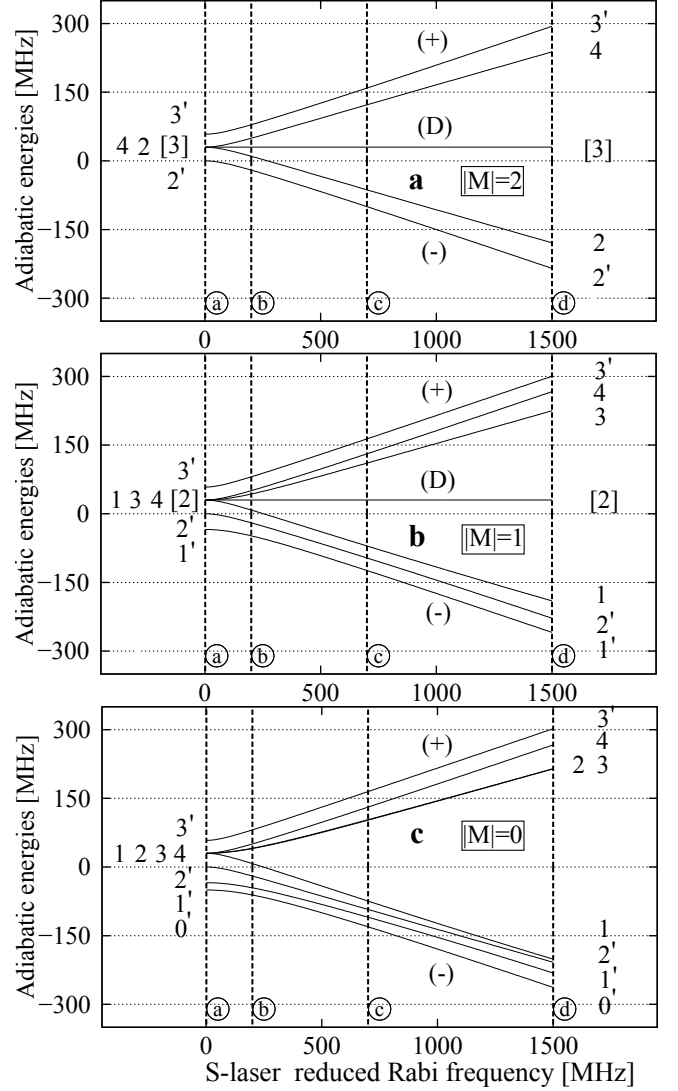 Adiabatic energies [MHz]
300
150
0
−150
−300
(+)
3'
4
3'
4 2 [3]
2'
(D)
[3]
a
|M|=2
(-)
2
2'
a b c d
0 500 1000 1500
Adiabatic energies [MHz]
300
150
0
−150
−300
(+)
3'
4
3
3'
1 3 4 [2]
2'
1'
(D)
[2]
b
|M|=1
(-)
1
2'
1'
a b c d
0 500 1000 1500
Adiabatic energies [MHz]
300
150
0
−150
−300
(+)
3'
4
2 3
3'
1 2 3 4
2'
1'
0'
c
|M|=0
(-)
1
2'
1'
0'
a b c d
0 500 1000 1500
S-laser reduced Rabi frequency [MHz]